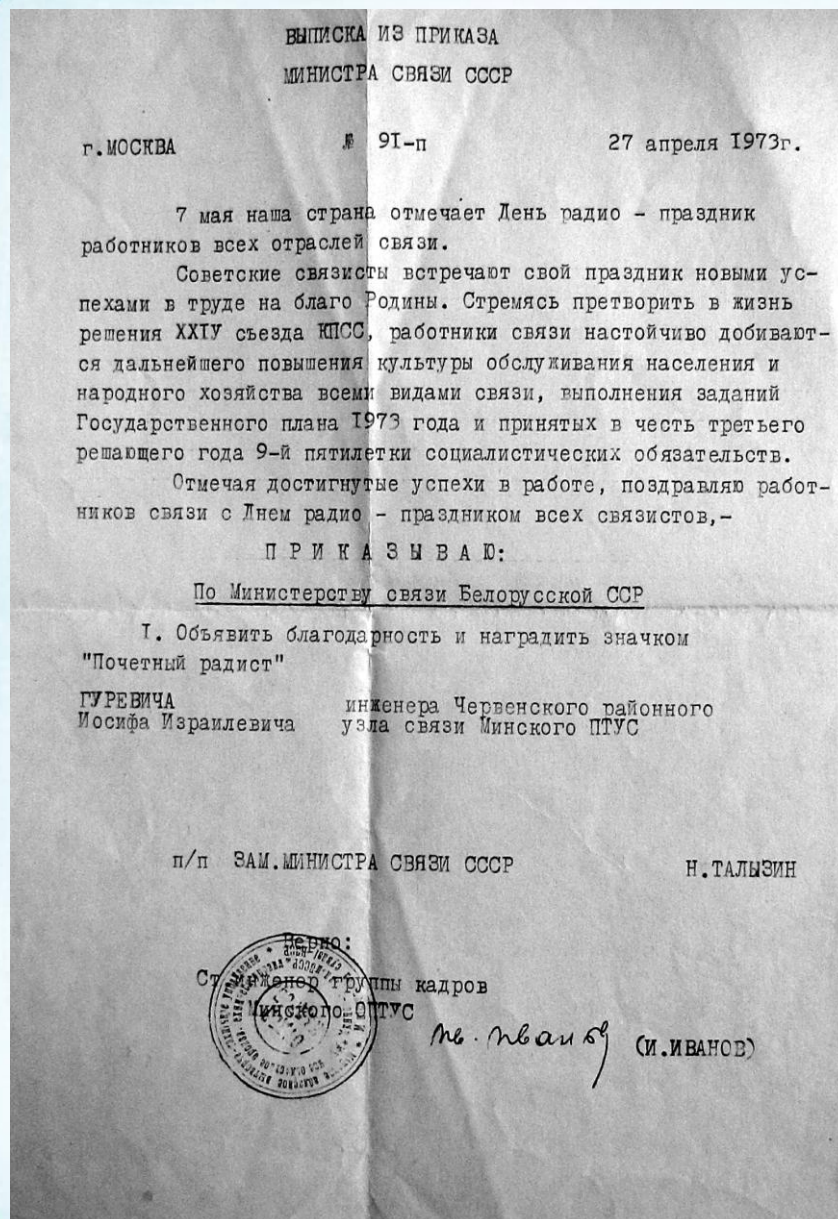 ВЫПИСКА ИЗ ПРИКАЗА
МИНИСТРА СВЯЗИ СССР
г.МОСКВА № 9I-п 27 апреля I973г.
7 мая наша страна отмечает День радио - праздник
работников всех отраслей связи.
Советские связисты встречают свой праздник новыми ус-
пехами в труде на благо Родины. Стремясь претворить в жизнь
решения XXIУ съезда КПСС, работники связи настойчиво добивают-
ся дальнейшего повышения культуры обслуживания населения и
народного хозяйства всеми видами связи, выполнения заданий
Государственного плана I973 года и принятых в честь третьего
решающего года 9-й пятилетки социалистических обязательств.
Отмечая достигнутые успехи в работе, поздравляю работ-
ников связи с Днем радио - праздником всех связистов,-
П Р И К А З Ы В А Ю:
По Министерству связи Белорусской ССР
I. Объявить благодарность и наградить значком
"Почетный радист"
ГУРЕВИЧА инженера Червенского районного
Иосифа Израилевича узла связи Минского ПТУС
п/п ЗАМ.МИНИСТРА СВЯЗИ СССР Н.ТАЛЫЗИН
Верно:
Ст.инженер группы кадров
Минского ОПТУС
Ив. Иванов (И.ИВАНОВ)